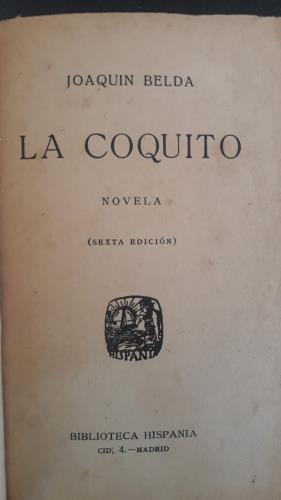 JOAQUIN BELDA
LA COQUITO
NOVELA
(SEXTA EDICIÓN)
HISPANIA
BIBLIOTECA HISPANIA
CID, 4.—MADRID